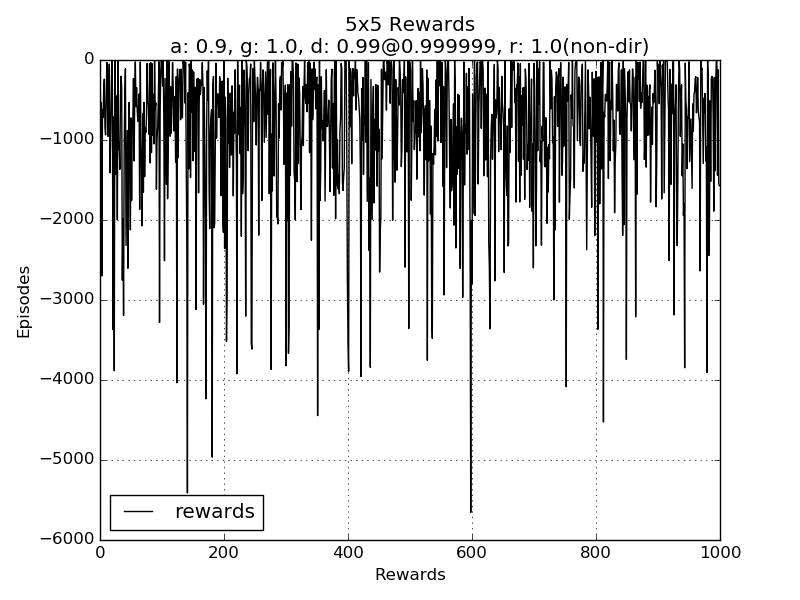 5x5 Rewards
a: 0.9, g: 1.0, d: 0.99@0.999999, r: 1.0(non-dir)
0
−1000
−2000
−3000
−4000
−5000
−6000
Episodes
rewards
0 200 400 600 800 1000
Rewards